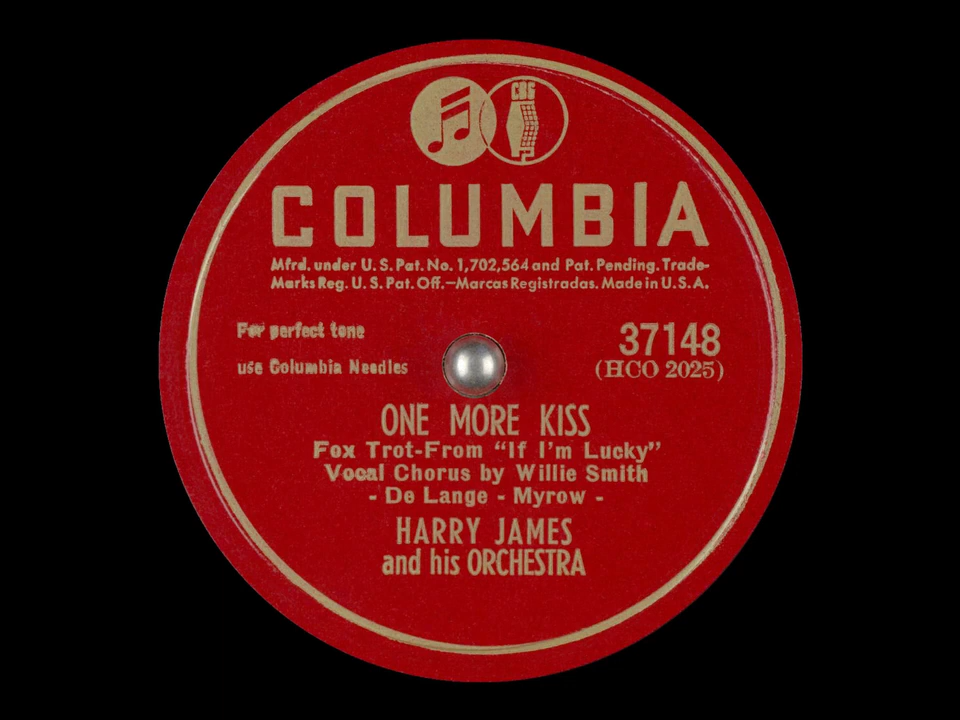 CBS
COLUMBIA
Mfrd. under U. S. Pat. No. 1,702,564 and Pat. Pending. Trade-
Marks Reg. U. S. Pat. Off.—Marcas Registradas. Made in U. S. A.
For perfect tone
use Columbia Needles
37148
(HCO 2025)
ONE MORE KISS
Fox Trot-From “If I’m Lucky”
Vocal Chorus by Willie Smith
- De Lange - Myrow -
HARRY JAMES
and his ORCHESTRA